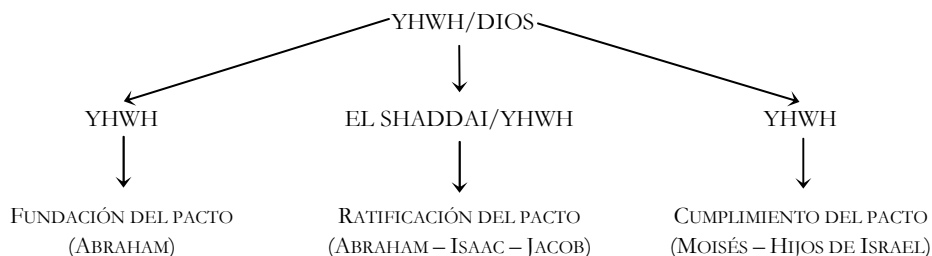 YHWH/DIOS
YHWH
EL SHADDAI/YHWH
YHWH
FUNDACIÓN DEL PACTO
(ABRAHAM)
RATIFICACIÓN DEL PACTO
(ABRAHAM – ISAAC – JACOB)
CUMPLIMIENTO DEL PACTO
(MOISÉS – HIJOS DE ISRAEL)